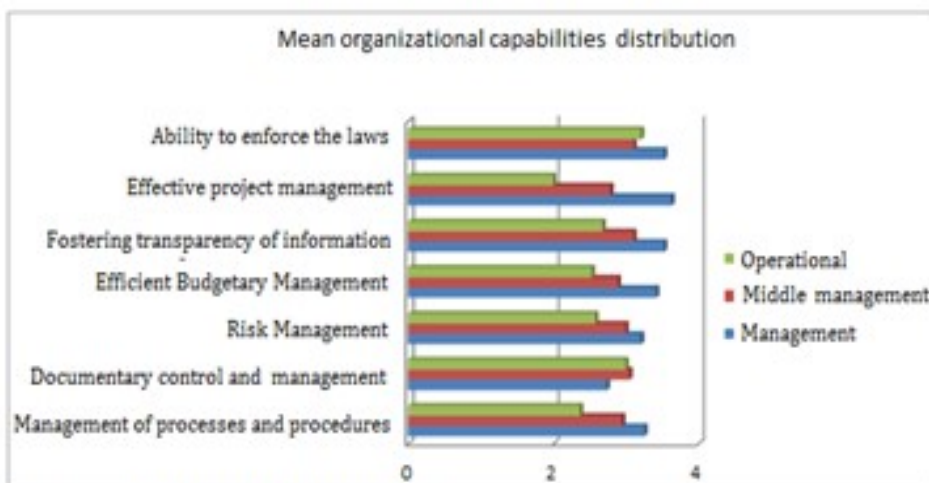 Mean organizational capabilities distribution
Ability to enforce the laws
Effective project management
Fostering transparency of information
Efficient Budgetary Management
Risk Management
Documentary control and management
Management of processes and procedures
Operational
Middle management
Management
0 2 4